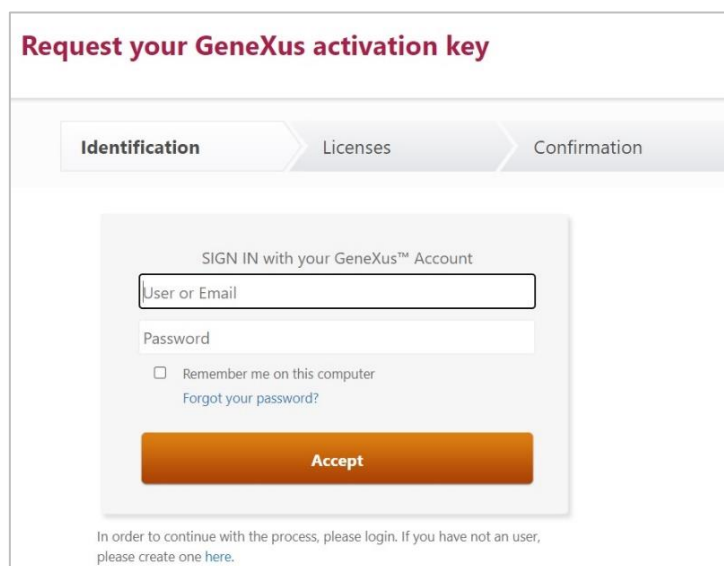 Request your GeneXus activation key
Identification
Licenses
Confirmation
SIGN IN with your GeneXus™ Account
User or Email
Password
Remember me on this computer
Forgot your password?
Accept
In order to continue with the process, please login. If you have not an user,
please create one here.